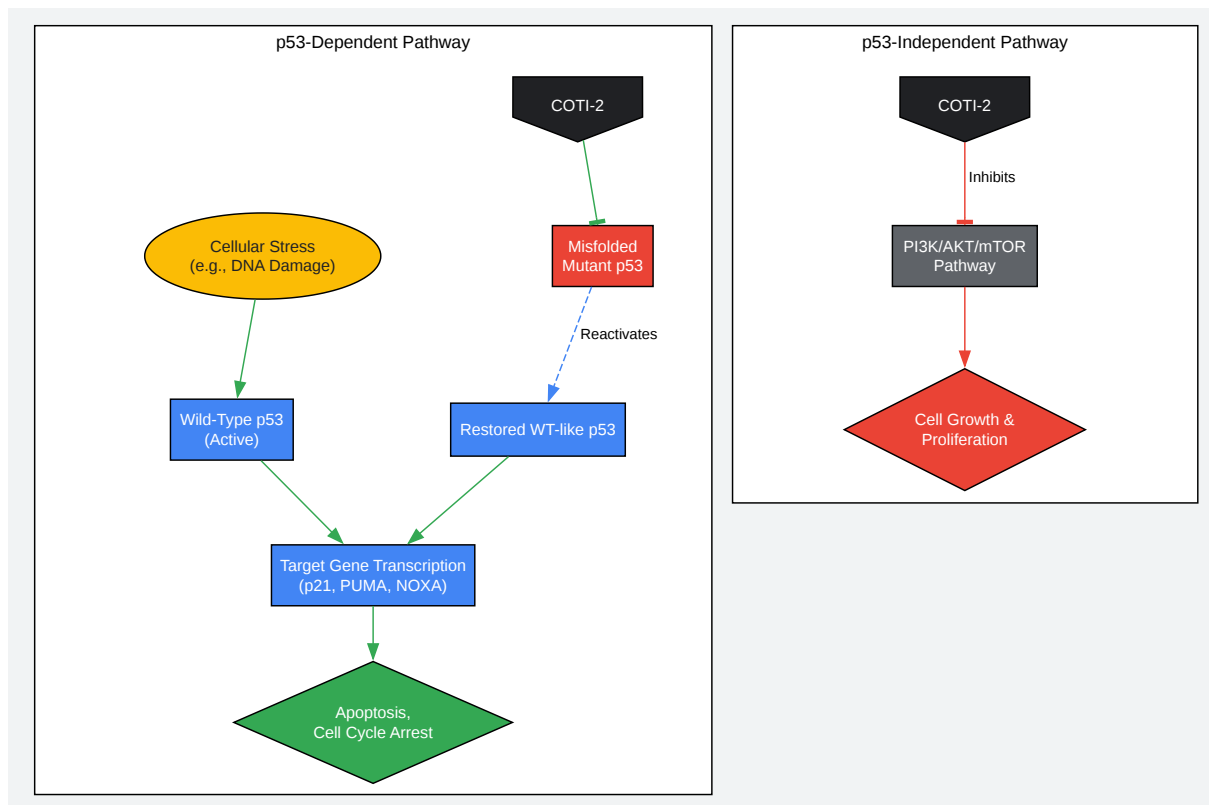 p53-Dependent Pathway
COTI-2
Cellular Stress
(e.g., DNA Damage)
Misfolded
Mutant p53
Reactivates
Wild-Type p53
(Active)
Restored WT-like p53
Target Gene Transcription
(p21, PUMA, NOXA)
Apoptosis,
Cell Cycle Arrest
p53-Independent Pathway
COTI-2
Inhibits
PI3K/AKT/mTOR
Pathway
Cell Growth &
Proliferation